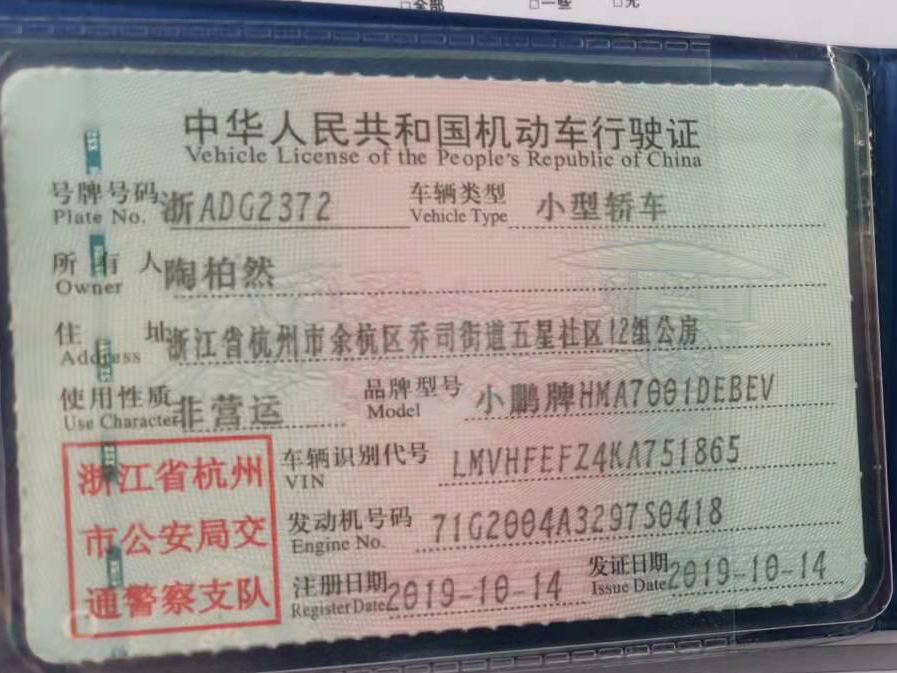 □全部 □一些 □无
中华人民共和国机动车行驶证
Vehicle License of the People's Republic of China
号牌号码 浙ADG2372 车辆类型 小型轿车
Plate No. Vehicle Type
所有人 陶柏然
Owner
住址 浙江省杭州市余杭区乔司街道五星社区12组公房
Address
使用性质 非营运 品牌型号 小鹏牌HMA7001DEBEV
Use Character Model
浙江省杭州 车辆识别代号 LMVHFEFZ4KA751865
VIN
市公安局交 发动机号码 71G2004A3297S0418
Engine No.
通警察支队 注册日期 2019-10-14 发证日期 2019-10-14
Register Date Issue Date